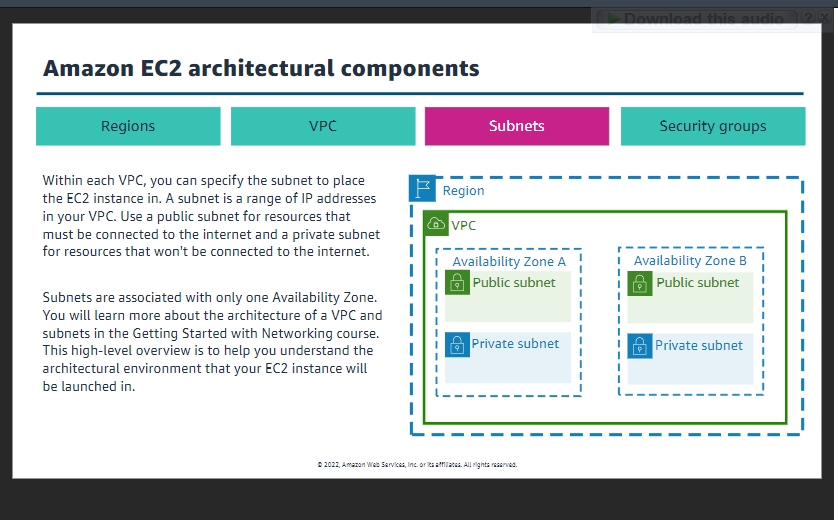 Download this audio ? X
Amazon EC2 architectural components
Regions
VPC
Subnets
Security groups
Within each VPC, you can specify the subnet to place
the EC2 instance in. A subnet is a range of IP addresses
in your VPC. Use a public subnet for resources that
must be connected to the internet and a private subnet
for resources that won't be connected to the internet.
Subnets are associated with only one Availability Zone.
You will learn more about the architecture of a VPC and
subnets in the Getting Started with Networking course.
This high-level overview is to help you understand the
architectural environment that your EC2 instance will
be launched in.
Region
VPC
Availability Zone A
Public subnet
Private subnet
Availability Zone B
Public subnet
Private subnet
© 2022, Amazon Web Services, Inc. or its affiliates. All rights reserved.